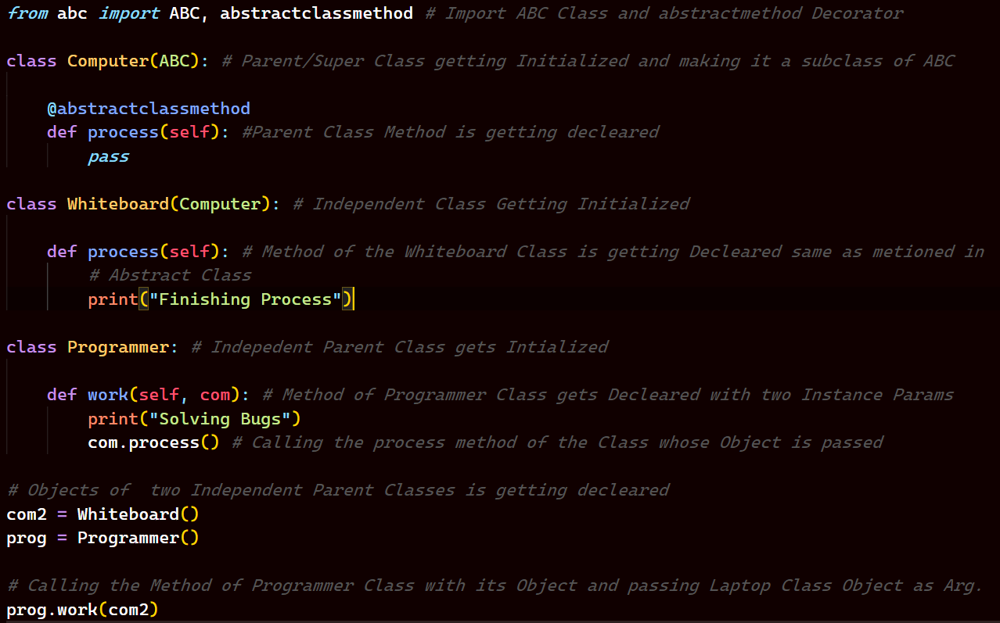 from abc import ABC, abstractclassmethod # Import ABC Class and abstractmethod Decorator
class Computer(ABC): # Parent/Super Class getting Initialized and making it a subclass of ABC
@abstractclassmethod
def process(self): #Parent Class Method is getting decleared
pass
class Whiteboard(Computer): # Independent Class Getting Initialized
def process(self): # Method of the Whiteboard Class is getting Decleared same as metioned in
# Abstract Class
print("Finishing Process")
class Programmer: # Indepedent Parent Class gets Intialized
def work(self, com): # Method of Programmer Class gets Decleared with two Instance Params
print("Solving Bugs")
com.process() # Calling the process method of the Class whose Object is passed
# Objects of  two Independent Parent Classes is getting decleared
com2 = Whiteboard()
prog = Programmer()
# Calling the Method of Programmer Class with its Object and passing Laptop Class Object as Arg.
prog.work(com2)